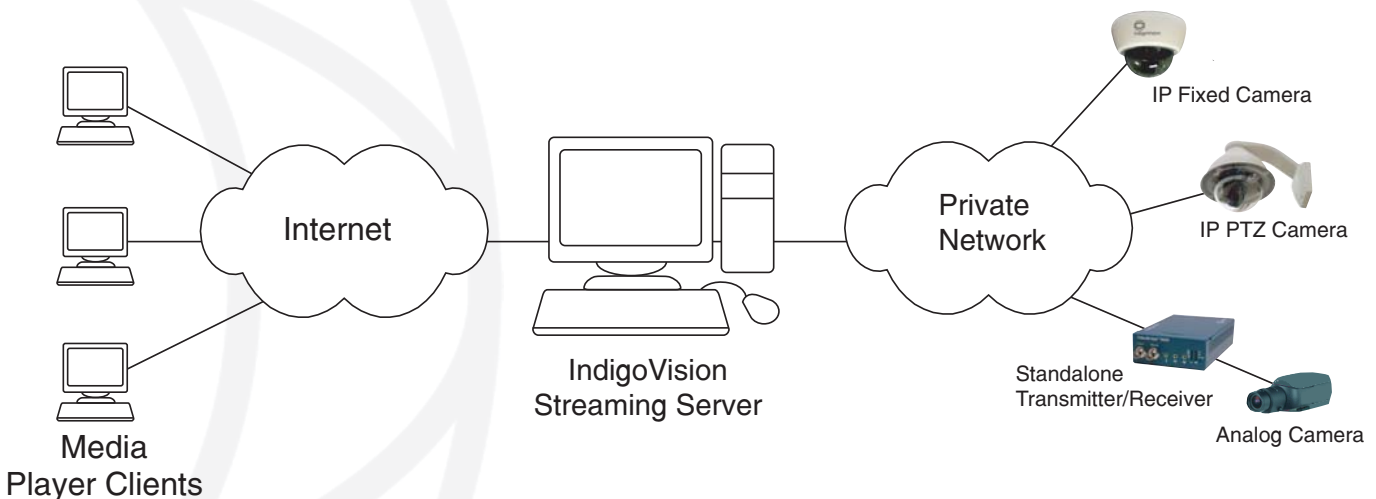 IP Fixed Camera
Internet
Private
Network
IP PTZ Camera
IndigoVision
Streaming Server
Standalone
Transmitter/Receiver
Analog Camera
Media
Player Clients